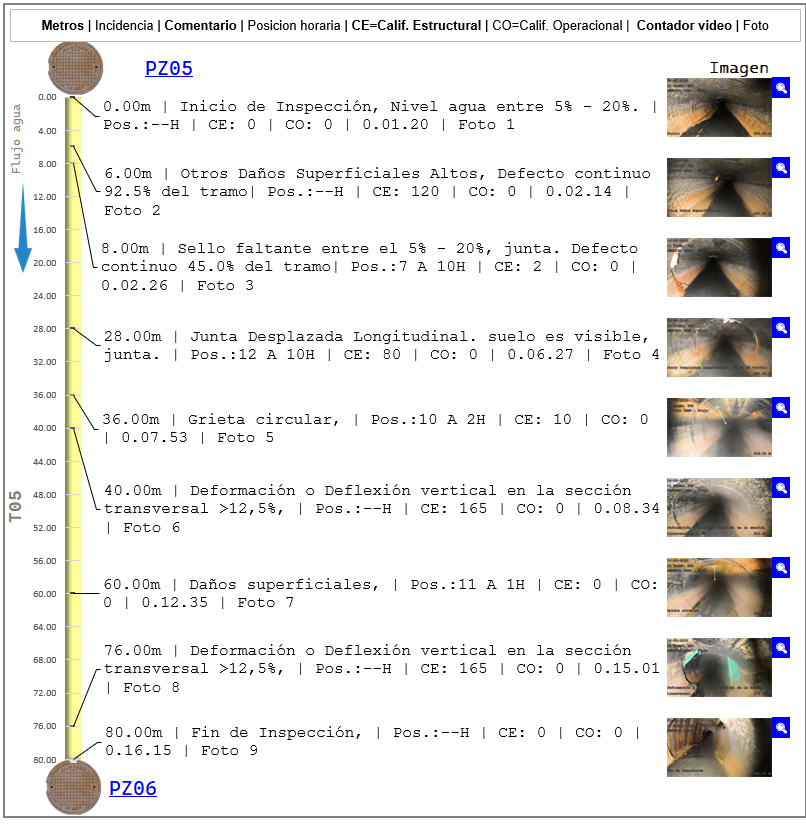 Metros | Incidencia | Comentario | Posicion horaria | CE=Calif. Estructural | CO=Calif. Operacional | Contador video | Foto
PZ05
Imagen
Flujo agua
T05
0.00
4.00
8.00
12.00
16.00
20.00
24.00
28.00
32.00
36.00
40.00
44.00
48.00
52.00
56.00
60.00
64.00
68.00
72.00
76.00
80.00
0.00m | Inicio de Inspección, Nivel agua entre 5% - 20%. |
Pos.:--H | CE: 0 | CO: 0 | 0.01.20 | Foto 1
6.00m | Otros Daños Superficiales Altos, Defecto continuo
92.5% del tramo| Pos.:--H | CE: 120 | CO: 0 | 0.02.14 |
Foto 2
8.00m | Sello faltante entre el 5% - 20%, junta. Defecto
continuo 45.0% del tramo| Pos.:7 A 10H | CE: 2 | CO: 0 |
0.02.26 | Foto 3
28.00m | Junta Desplazada Longitudinal. suelo es visible,
junta. | Pos.:12 A 10H | CE: 80 | CO: 0 | 0.06.27 | Foto 4
36.00m | Grieta circular, | Pos.:10 A 2H | CE: 10 | CO: 0
| 0.07.53 | Foto 5
40.00m | Deformación o Deflexión vertical en la sección
transversal >12,5%, | Pos.:--H | CE: 165 | CO: 0 | 0.08.34
| Foto 6
60.00m | Daños superficiales, | Pos.:11 A 1H | CE: 0 | CO:
0 | 0.12.35 | Foto 7
76.00m | Deformación o Deflexión vertical en la sección
transversal >12,5%, | Pos.:--H | CE: 165 | CO: 0 | 0.15.01
| Foto 8
80.00m | Fin de Inspección, | Pos.:--H | CE: 0 | CO: 0 |
0.16.15 | Foto 9
PZ06